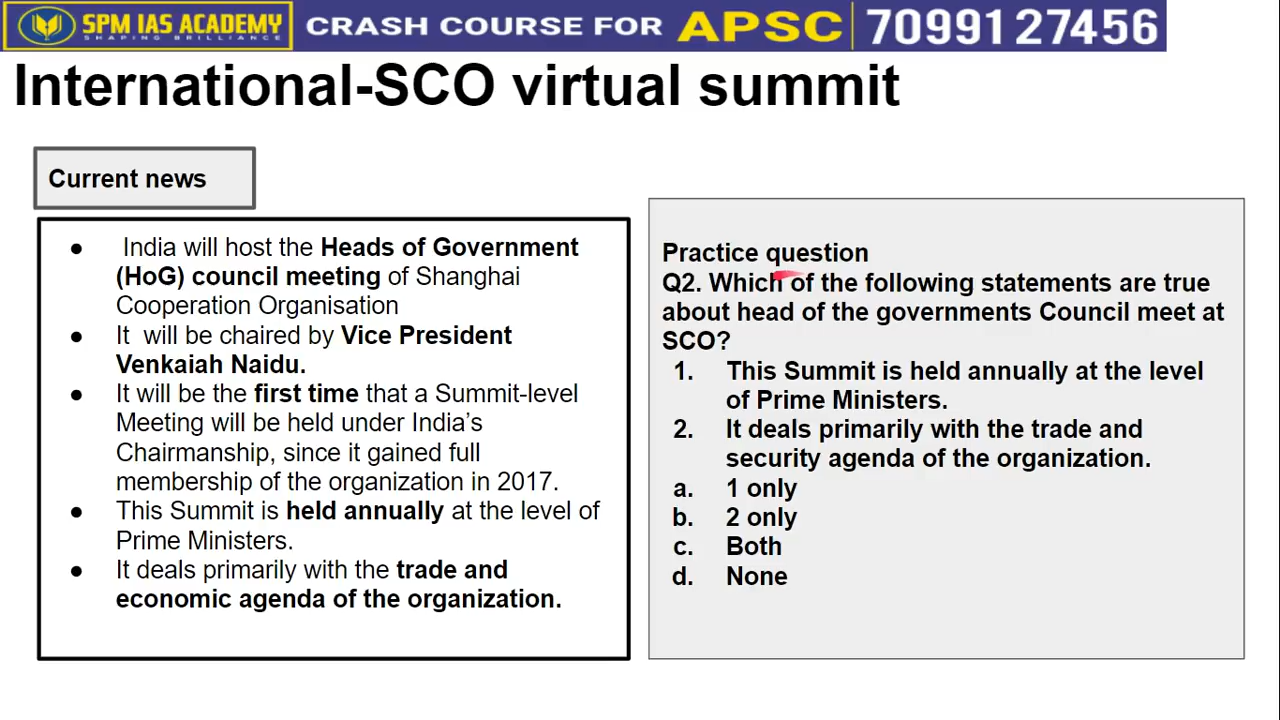 SPM IAS ACADEMY
SHAPING BRILLIANCE
CRASH COURSE FOR APSC 70991 27456
International-SCO virtual summit
Current news
● India will host the Heads of Government
(HoG) council meeting of Shanghai
Cooperation Organisation
● It will be chaired by Vice President
Venkaiah Naidu.
● It will be the first time that a Summit-level
Meeting will be held under India's
Chairmanship, since it gained full
membership of the organization in 2017.
● This Summit is held annually at the level of
Prime Ministers.
● It deals primarily with the trade and
economic agenda of the organization.
Practice question
Q2. Which of the following statements are true
about head of the governments Council meet at
SCO?
1. This Summit is held annually at the level
of Prime Ministers.
2. It deals primarily with the trade and
security agenda of the organization.
a. 1 only
b. 2 only
c. Both
d. None